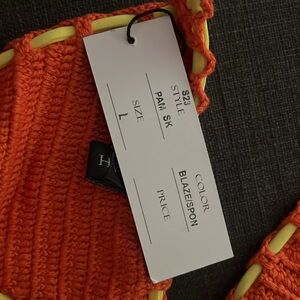 S23
STYLE
PAM SK
SIZE
L
COLOR
BLAZE/SPON
PRICE
H